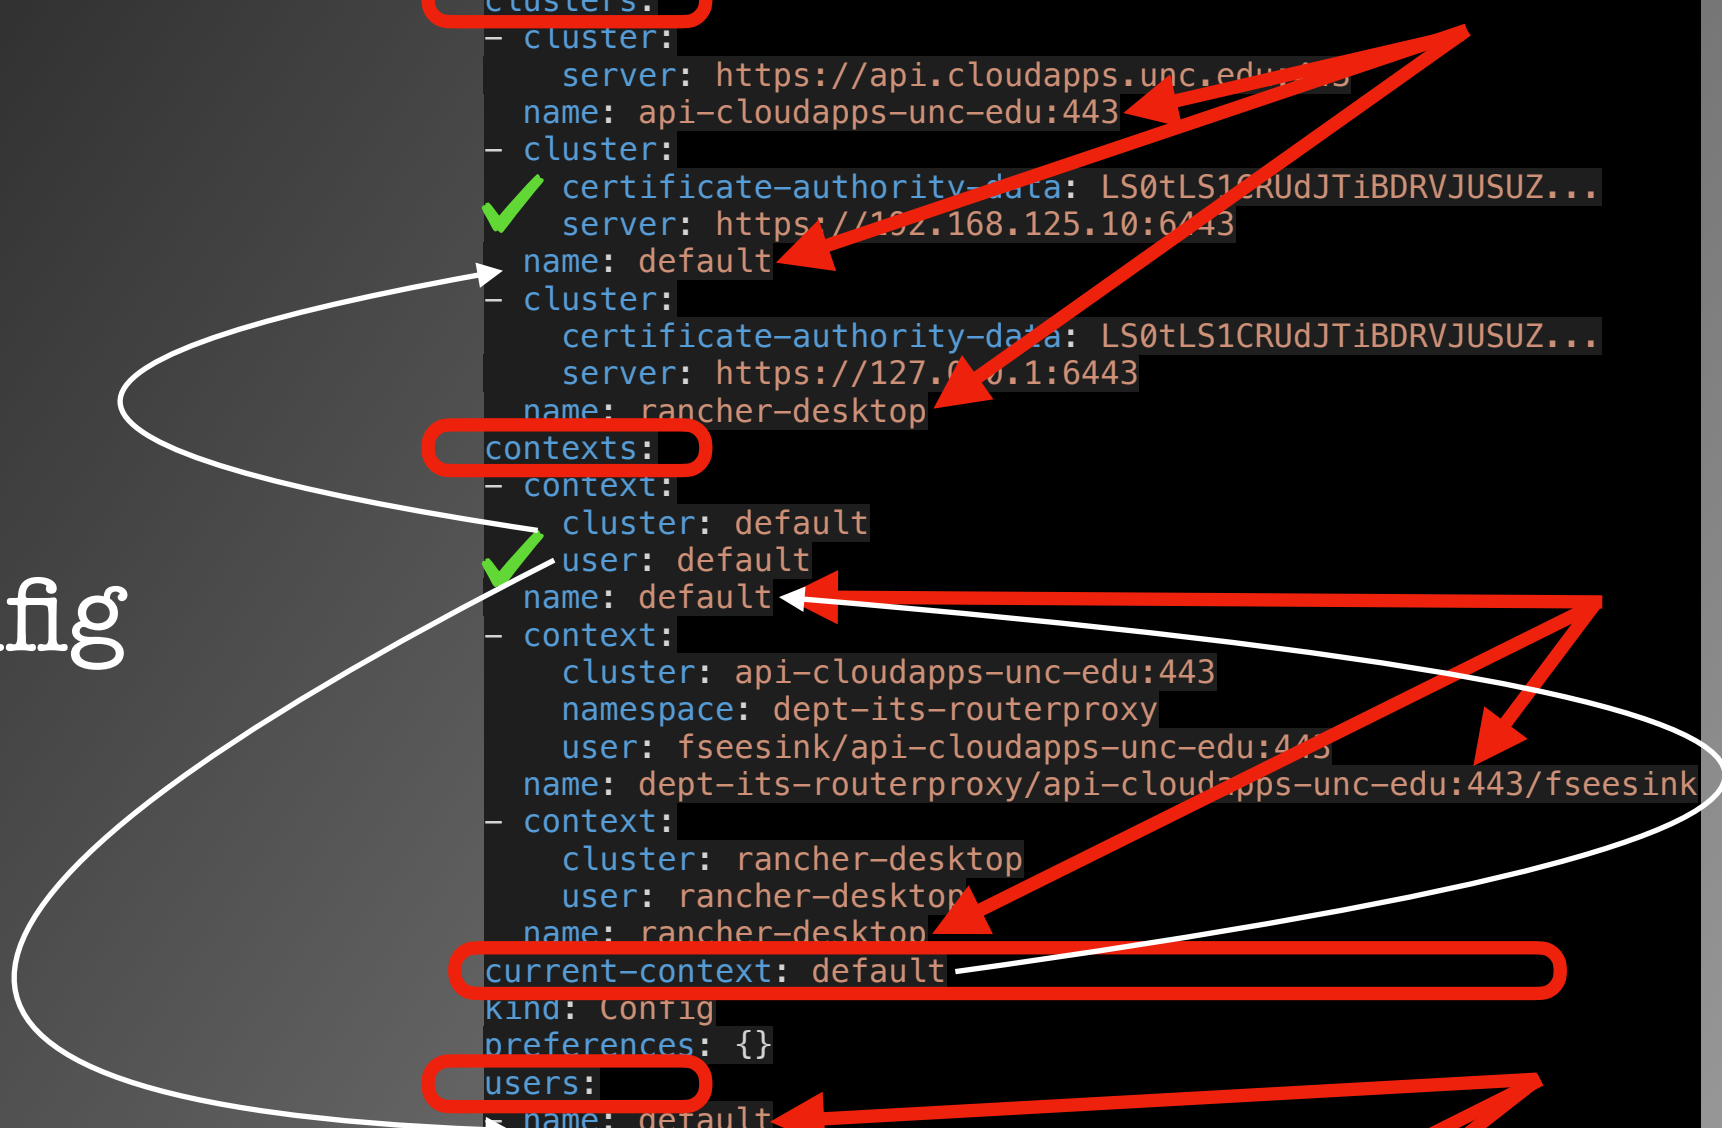 clusters:
- cluster:
    server: https://api.cloudapps.unc.edu:443
  name: api-cloudapps-unc-edu:443
- cluster:
    certificate-authority-data: LS0tLS1CRUdJTiBDRVJUSUZ...
    server: https://192.168.125.10:6443
  name: default
- cluster:
    certificate-authority-data: LS0tLS1CRUdJTiBDRVJUSUZ...
    server: https://127.0.0.1:6443
  name: rancher-desktop
contexts:
- context:
    cluster: default
    user: default
  name: default
- context:
    cluster: api-cloudapps-unc-edu:443
    namespace: dept-its-routerproxy
    user: fseesink/api-cloudapps-unc-edu:443
  name: dept-its-routerproxy/api-cloudapps-unc-edu:443/fseesink
- context:
    cluster: rancher-desktop
    user: rancher-desktop
  name: rancher-desktop
current-context: default
kind: Config
preferences: {}
users:
- name: default
fig